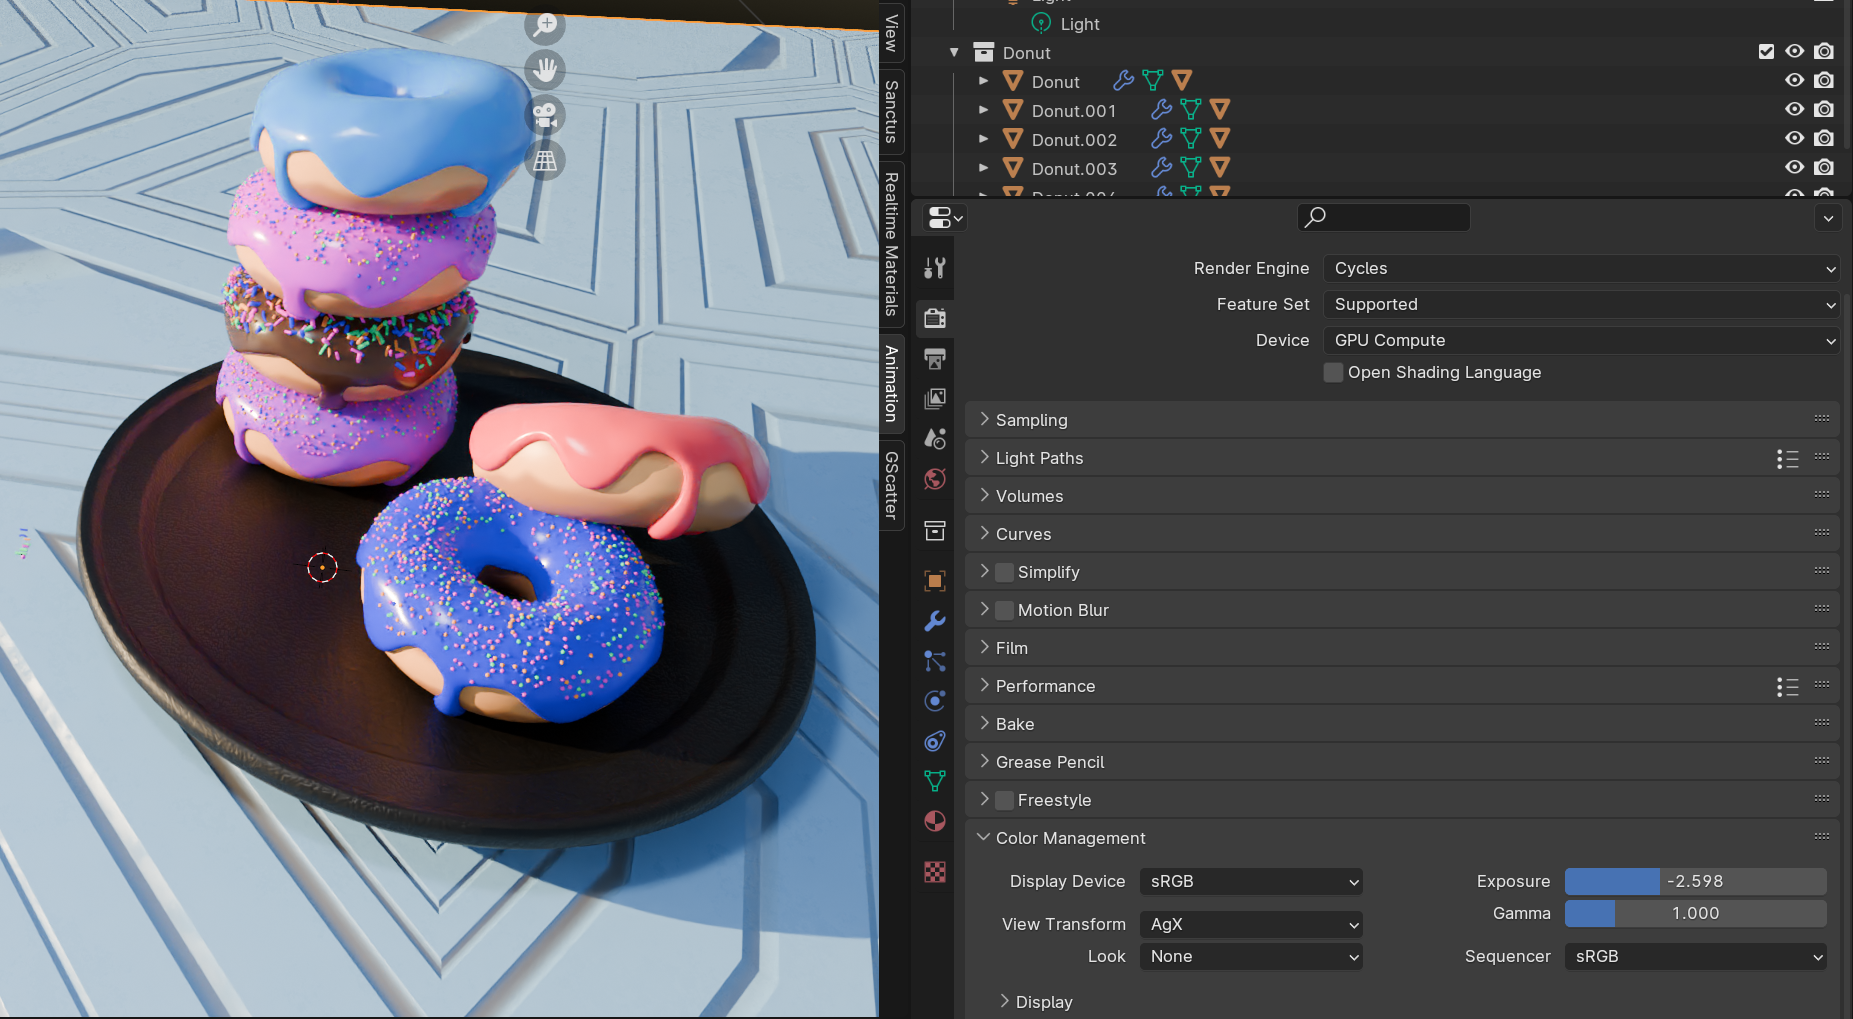 View
Sanctus
Realtime Materials
Animation
GScatter
Light
Donut
Donut
Donut.001
Donut.002
Donut.003
Render Engine Cycles
Feature Set Supported
Device GPU Compute
Open Shading Language
Sampling
Light Paths
Volumes
Curves
Simplify
Motion Blur
Film
Performance
Bake
Grease Pencil
Freestyle
Color Management
Display Device sRGB Exposure -2.598
Gamma 1.000
View Transform AgX
Look None Sequencer sRGB
Display